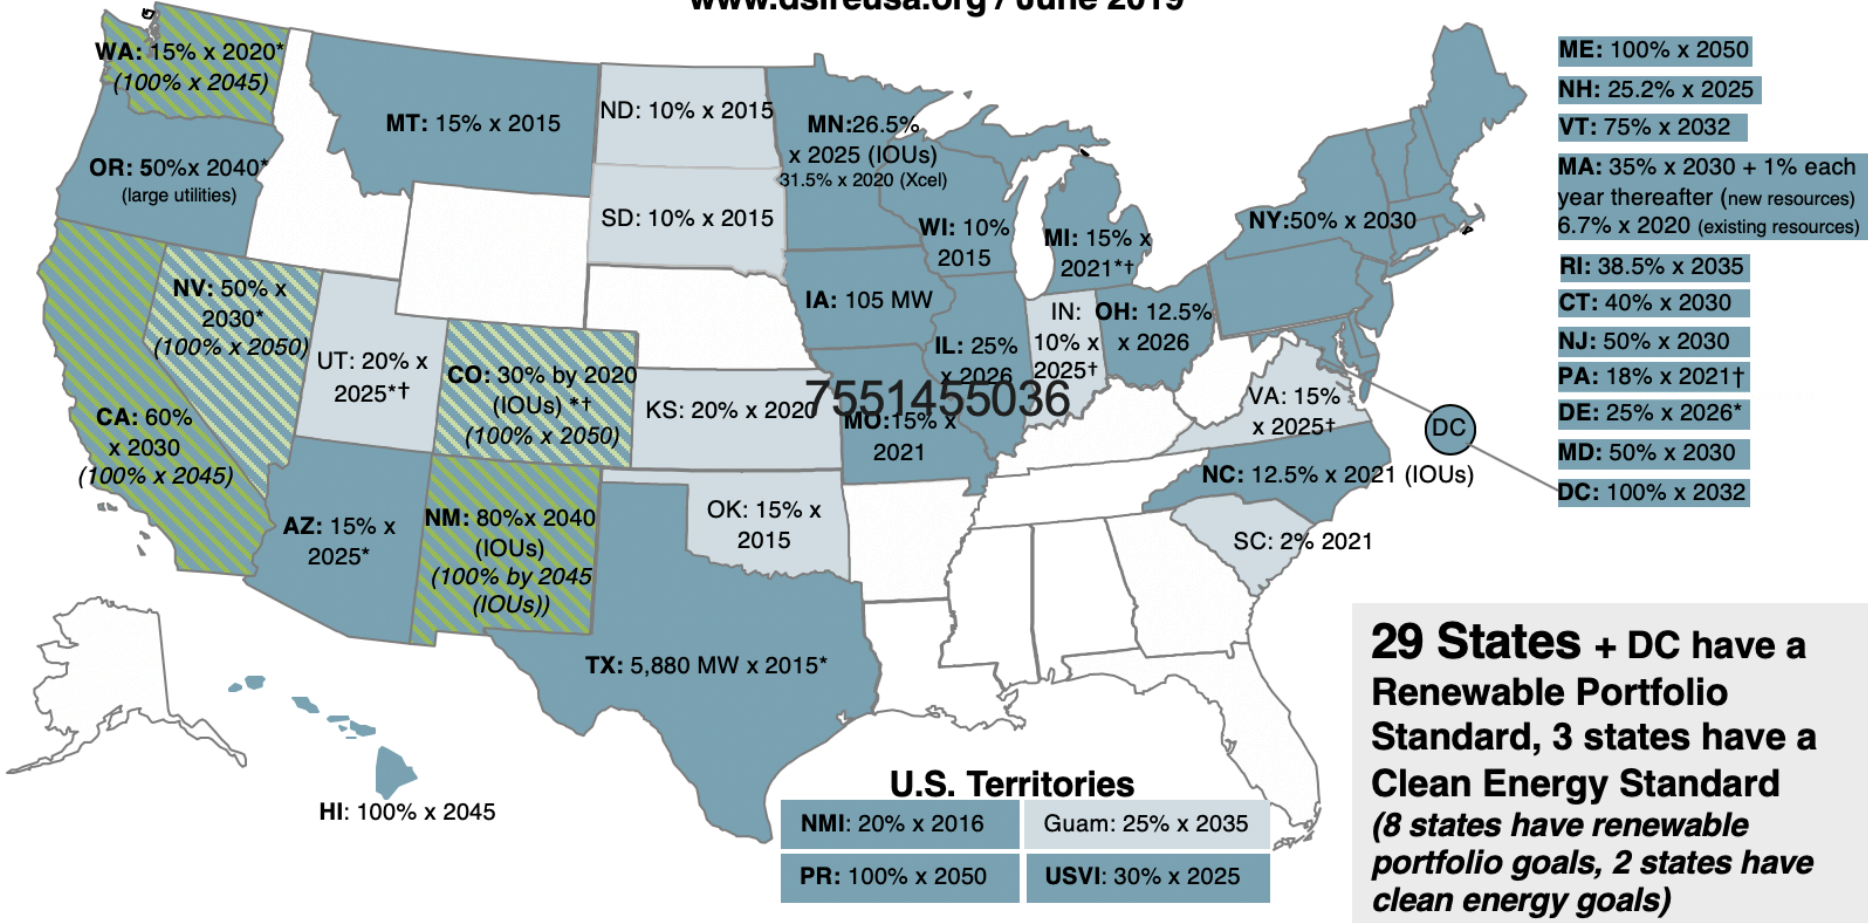 www.dsireusa.org / June 2019
WA: 15% x 2020*
(100% x 2045)
OR: 50%x 2040*
(large utilities)
MT: 15% x 2015
ND: 10% x 2015
SD: 10% x 2015
MN:26.5%
x 2025 (IOUs)
31.5% x 2020 (Xcel)
WI: 10%
2015
MI: 15% x
2021*†
NY:50% x 2030
ME: 100% x 2050
NH: 25.2% x 2025
VT: 75% x 2032
MA: 35% x 2030 + 1% each
year thereafter (new resources)
6.7% x 2020 (existing resources)
RI: 38.5% x 2035
CT: 40% x 2030
NJ: 50% x 2030
PA: 18% x 2021†
DE: 25% x 2026*
MD: 50% x 2030
DC: 100% x 2032
DC
NV: 50% x
2030*
(100% x 2050)
UT: 20% x
2025*†
CO: 30% by 2020
(IOUs) *†
(100% x 2050)
KS: 20% x 2020
IA: 105 MW
IL: 25%
x 2026
IN:
10% x
2025†
OH: 12.5%
x 2026
7551455036
MO:15% x
2021
VA: 15%
x 2025†
NC: 12.5% x 2021 (IOUs)
SC: 2% 2021
CA: 60%
x 2030
(100% x 2045)
AZ: 15% x
2025*
NM: 80%x 2040
(IOUs)
(100% by 2045
(IOUs))
OK: 15% x
2015
TX: 5,880 MW x 2015*
HI: 100% x 2045
U.S. Territories
NMI: 20% x 2016
Guam: 25% x 2035
PR: 100% x 2050
USVI: 30% x 2025
29 States + DC have a
Renewable Portfolio
Standard, 3 states have a
Clean Energy Standard
(8 states have renewable
portfolio goals, 2 states have
clean energy goals)